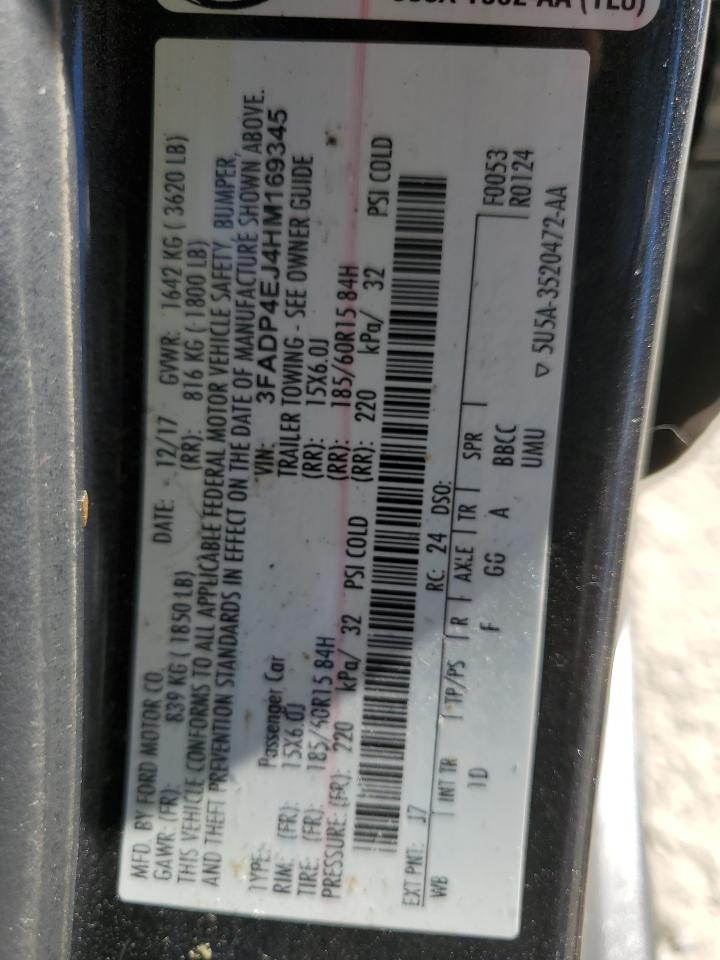 MFD. BY FORD MOTOR CO.
DATE: 12/17 GVWR: 1642 KG ( 3620 LB)
GAWR: (FR): 839 KG ( 1850 LB) (RR): 816 KG ( 1800 LB)
THIS VEHICLE CONFORMS TO ALL APPLICABLE FEDERAL MOTOR VEHICLE SAFETY, BUMPER,
AND THEFT PREVENTION STANDARDS IN EFFECT ON THE DATE OF MANUFACTURE SHOWN ABOVE.
VIN: 3FADP4EJ4HM169345
TYPE: Passenger Car TRAILER TOWING - SEE OWNER GUIDE
RIM: (FR): 15X6.0J (RR): 15X6.0J
TIRE: (FR): 185/60R15 84H (RR): 185/60R15 84H
PRESSURE: (FR): 220 kPa/ 32 PSI COLD (RR): 220 kPa/ 32 PSI COLD
EXT PNT: J7 RC: 24 DSO: F0053
WB INT TR TP/PS R AXLE TR SPR R0124
1D F GG A BBCC
UMU
▽ 5U5A-3520472-AA